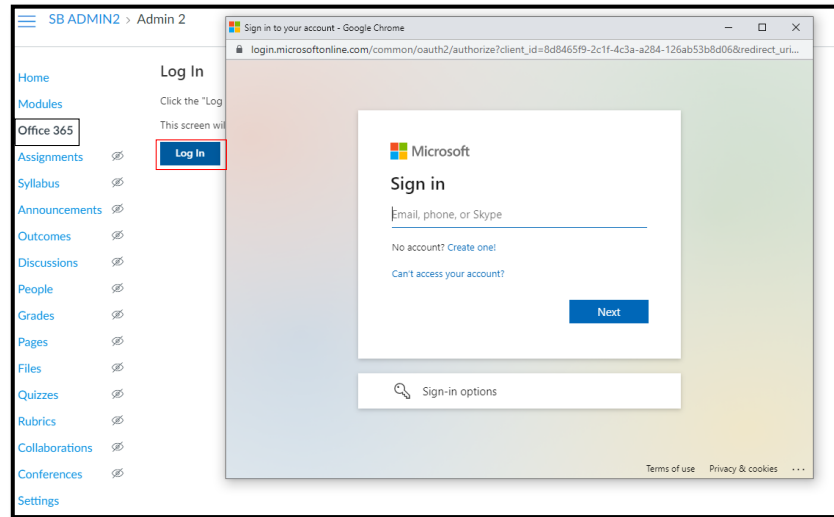 SB ADMIN2 > Admin 2
Home
Modules
Office 365
Assignments
Syllabus
Announcements
Outcomes
Discussions
People
Grades
Pages
Files
Quizzes
Rubrics
Collaborations
Conferences
Settings
Log In
Click the "Log
This screen wil
Log In
Sign in to your account - Google Chrome
login.microsoftonline.com/common/oauth2/authorize?client_id=8d8465f9-2c1f-4c3a-a284-126ab53b8d06&redirect_uri...
Microsoft
Sign in
Email, phone, or Skype
No account? Create one!
Can't access your account?
Next
Sign-in options
Terms of use Privacy & cookies ...